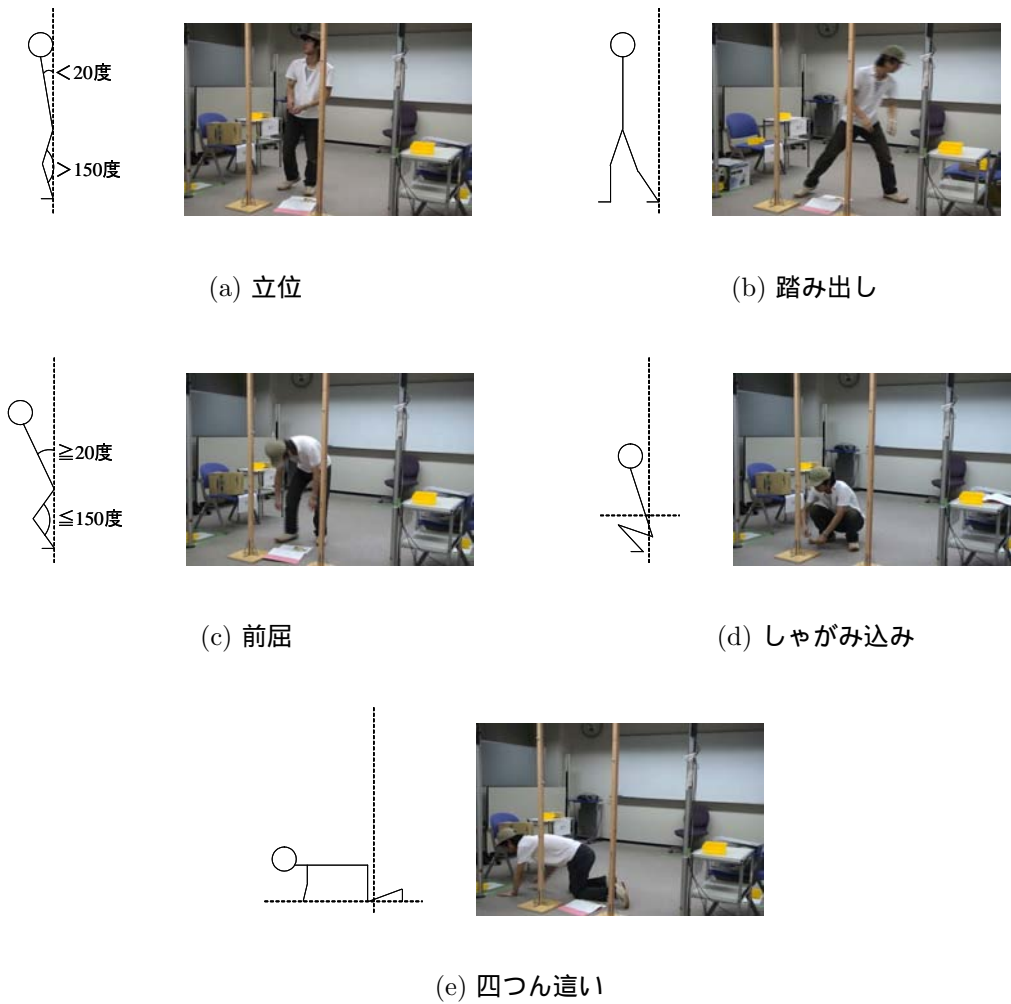 <20度
>150度
(a) 立位
(b) 踏み出し
≧20度
≦150度
(c) 前屈
(d) しゃがみ込み
(e) 四つん這い